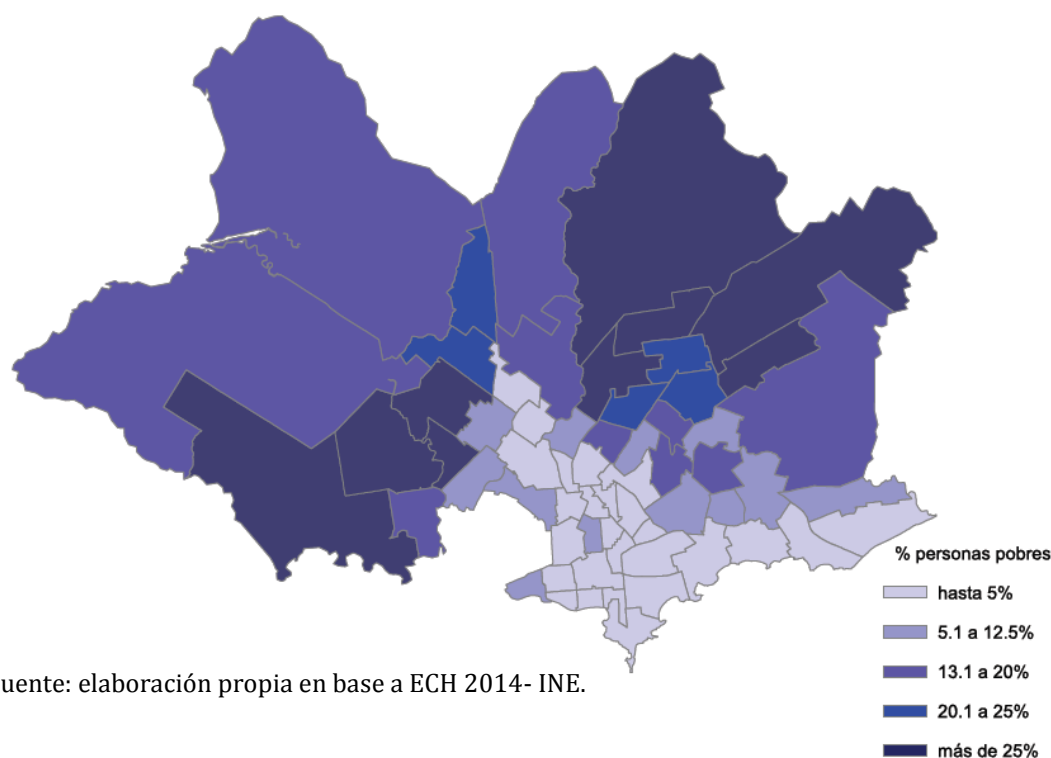 % personas pobres
hasta 5%
5.1 a 12.5%
13.1 a 20%
20.1 a 25%
más de 25%
uente: elaboración propia en base a ECH 2014- INE.